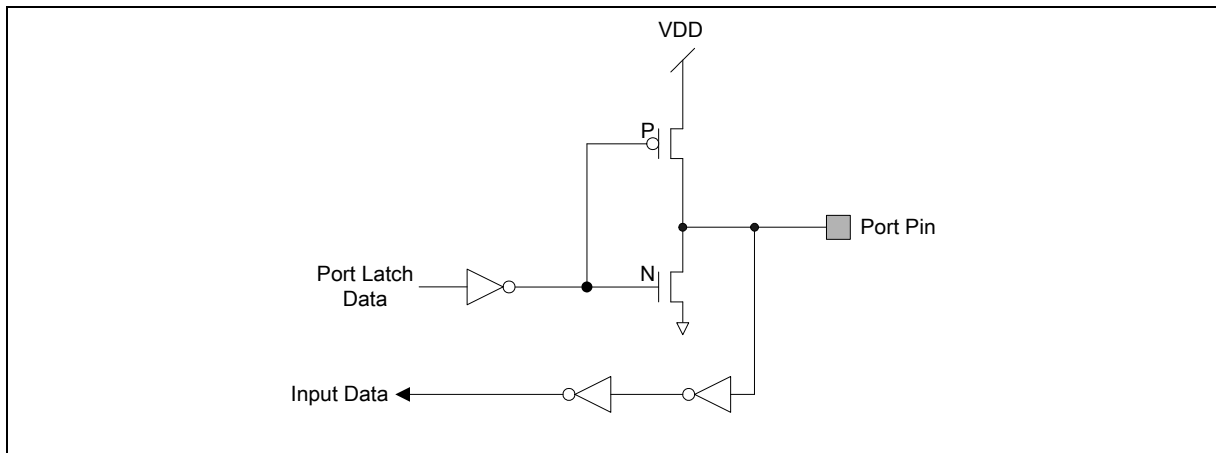 VDD
P
Port Pin
N
Port Latch
Data
Input Data